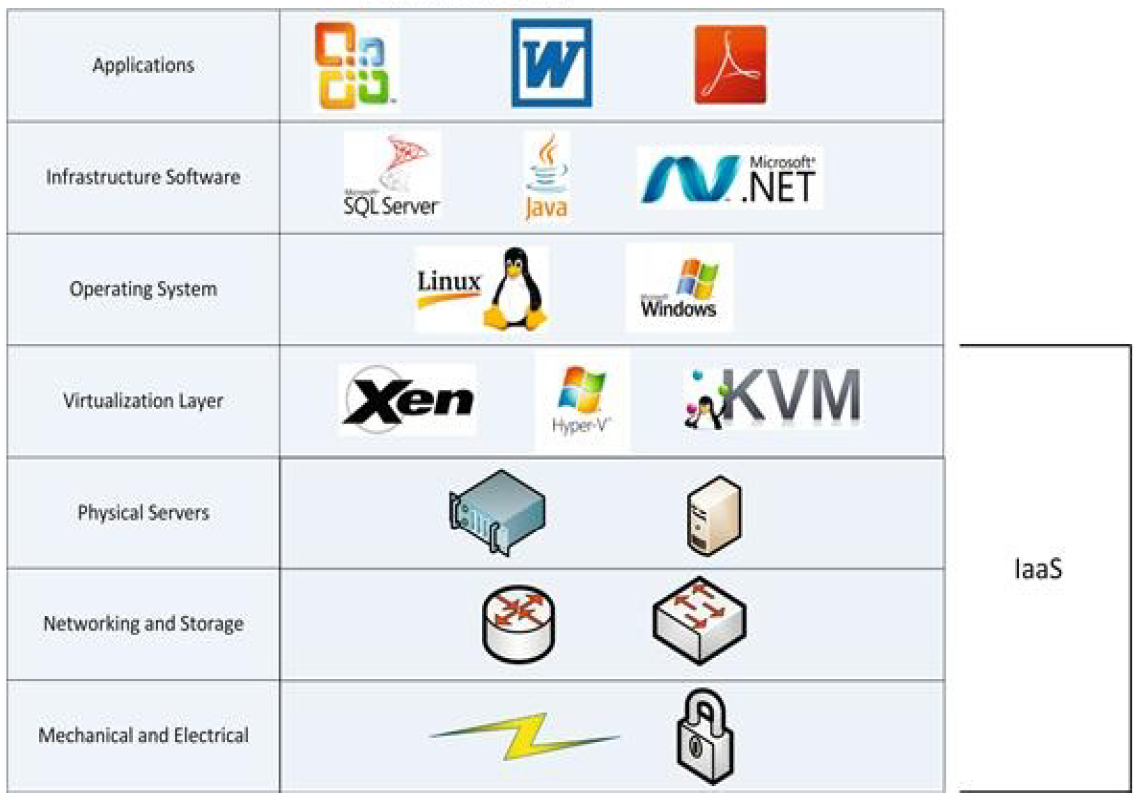 Applications
W
Infrastructure Software
Microsoft®
SQL Server
Java
Microsoft®
.NET
Operating System
Linux
Microsoft
Windows
Virtualization Layer
Xen
Hyper-V
KVM
Physical Servers
IaaS
Networking and Storage
Mechanical and Electrical